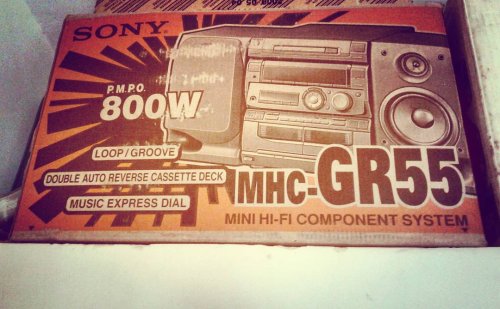 SONY
P.M.P.O.
800W
LOOP/GROOVE
DOUBLE AUTO REVERSE CASSETTE DECK
MUSIC EXPRESS DIAL
MHC-GR55
MINI HI-FI COMPONENT SYSTEM